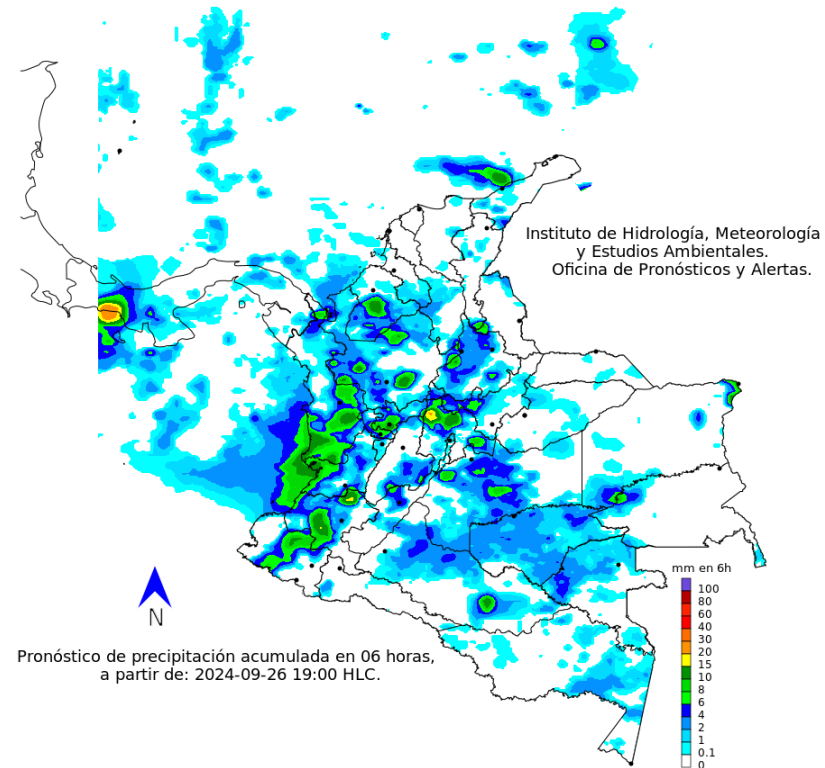 Instituto de Hidrología, Meteorología
y Estudios Ambientales.
Oficina de Pronósticos y Alertas.
mm en 6h
100
80
60
40
30
20
15
10
8
6
4
2
1
0.1
0
N
Pronóstico de precipitación acumulada en 06 horas,
a partir de: 2024-09-26 19:00 HLC.